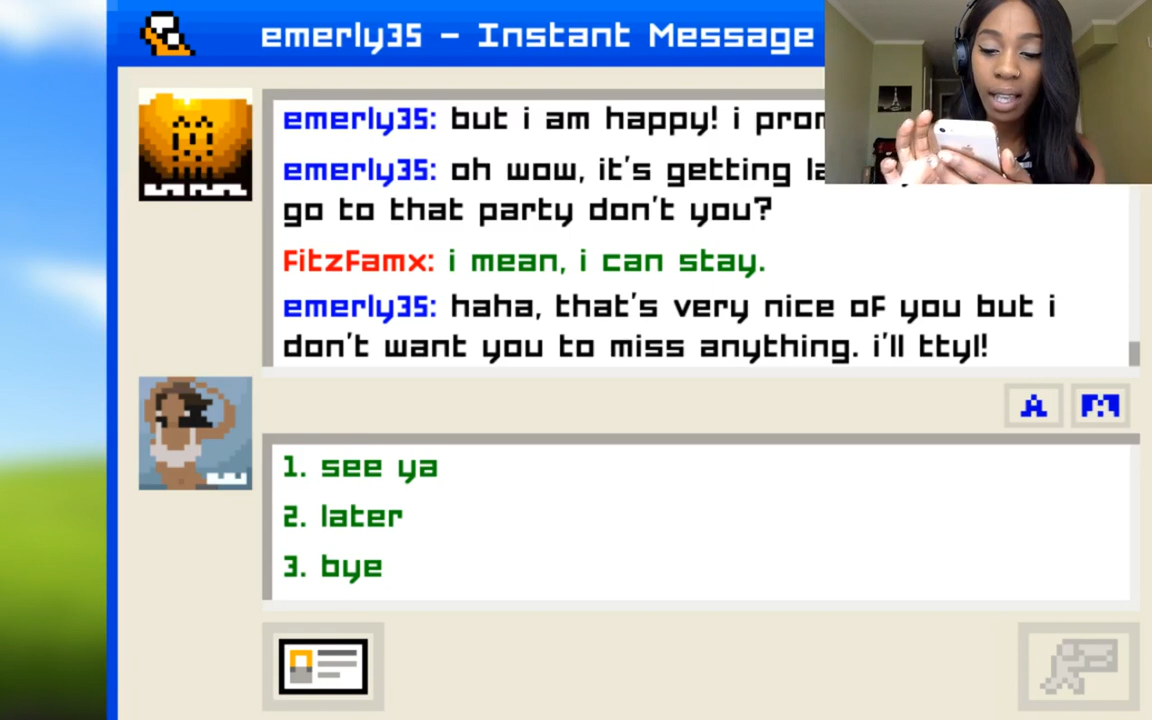 emerly35 - Instant Message
emerly35: but i am happy! i
emerly35: oh wow, it's getting
go to that party don't you?
FitzFamx: i mean, i can stay.
emerly35: haha, that's very nice of you but i
don't want you to miss anything. i'll ttyl!
A
1. see ya
2. later
3. bye